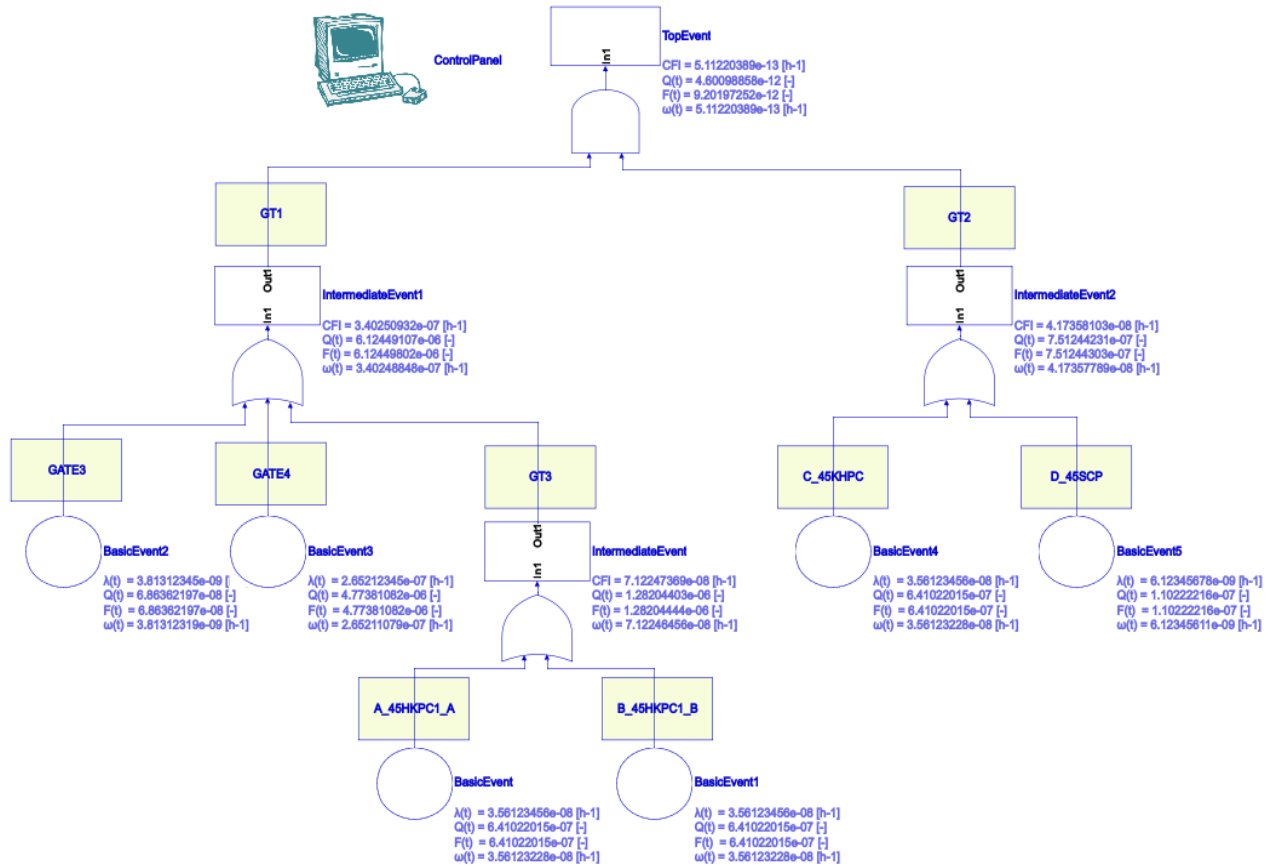 ControlPanel
TopEvent
In1
CFI = 5.11220389e-13 [h-1]
Q(t) = 4.60098858e-12 [-]
F(t) = 9.20197252e-12 [-]
ω(t) = 5.11220389e-13 [h-1]
GT1
GT2
Out1
In1
IntermediateEvent1
CFI = 3.40250932e-07 [h-1]
Q(t) = 6.12449107e-06 [-]
F(t) = 6.12449802e-06 [-]
ω(t) = 3.40248848e-07 [h-1]
Out1
In1
IntermediateEvent2
CFI = 4.17358103e-08 [h-1]
Q(t) = 7.51244231e-07 [-]
F(t) = 7.51244303e-07 [-]
ω(t) = 4.17357789e-08 [h-1]
GATE3
GATE4
GT3
C_45KHPC
D_45SCP
BasicEvent2
λ(t) = 3.81312345e-09 [
Q(t) = 6.86362197e-08 [-]
F(t) = 6.86362197e-08 [-]
ω(t) = 3.81312319e-09 [h-1]
BasicEvent3
λ(t) = 2.65212345e-07 [h-1]
Q(t) = 4.77381082e-06 [-]
F(t) = 4.77381082e-06 [-]
ω(t) = 2.65211079e-07 [h-1]
Out1
In1
IntermediateEvent
CFI = 7.12247369e-08 [h-1]
Q(t) = 1.28204403e-06 [-]
F(t) = 1.28204444e-06 [-]
ω(t) = 7.12246456e-08 [h-1]
BasicEvent4
λ(t) = 3.56123456e-08 [h-1]
Q(t) = 6.41022015e-07 [-]
F(t) = 6.41022015e-07 [-]
ω(t) = 3.56123228e-08 [h-1]
BasicEvent5
λ(t) = 6.12345678e-09 [h-1]
Q(t) = 1.10222216e-07 [-]
F(t) = 1.10222216e-07 [-]
ω(t) = 6.12345611e-09 [h-1]
A_45HKPC1_A
B_45HKPC1_B
BasicEvent
λ(t) = 3.56123456e-08 [h-1]
Q(t) = 6.41022015e-07 [-]
F(t) = 6.41022015e-07 [-]
ω(t) = 3.56123228e-08 [h-1]
BasicEvent1
λ(t) = 3.56123456e-08 [h-1]
Q(t) = 6.41022015e-07 [-]
F(t) = 6.41022015e-07 [-]
ω(t) = 3.56123228e-08 [h-1]